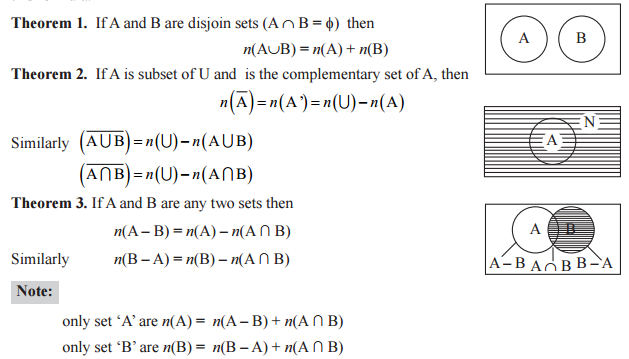 Theorem 1. If A and B are disjoin sets (A ∩ B = ϕ) then
n(A∪B) = n(A) + n(B)
A B
Theorem 2. If A is subset of U and is the complementary set of A, then
n(A̅) = n(A’) = n(U) – n(A)
N
A
Similarly (A̅U̅B̅) = n(U) – n(AUB)
(A̅∩̅B̅) = n(U) – n(A∩B)
Theorem 3. If A and B are any two sets then
n(A – B) = n(A) – n(A ∩ B)
A B
Similarly n(B – A) = n(B) – n(A ∩ B)
A – B A∩B B – A
Note:
only set ‘A’ are n(A) = n(A – B) + n(A ∩ B)
only set ‘B’ are n(B) = n(B – A) + n(A ∩ B)